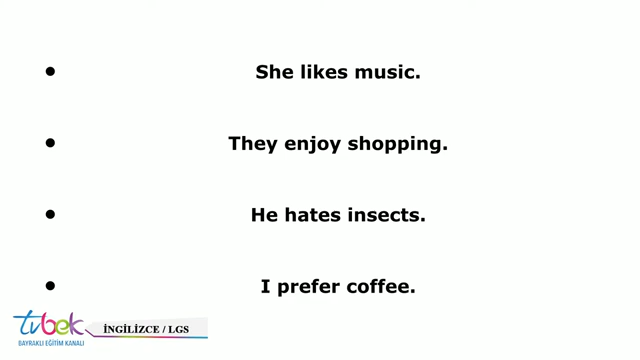 • She likes music.
• They enjoy shopping.
• He hates insects.
• I prefer coffee.
tvbek
BAYRAKLI EĞİTİM KANALI
İNGİLİZCE / LGS